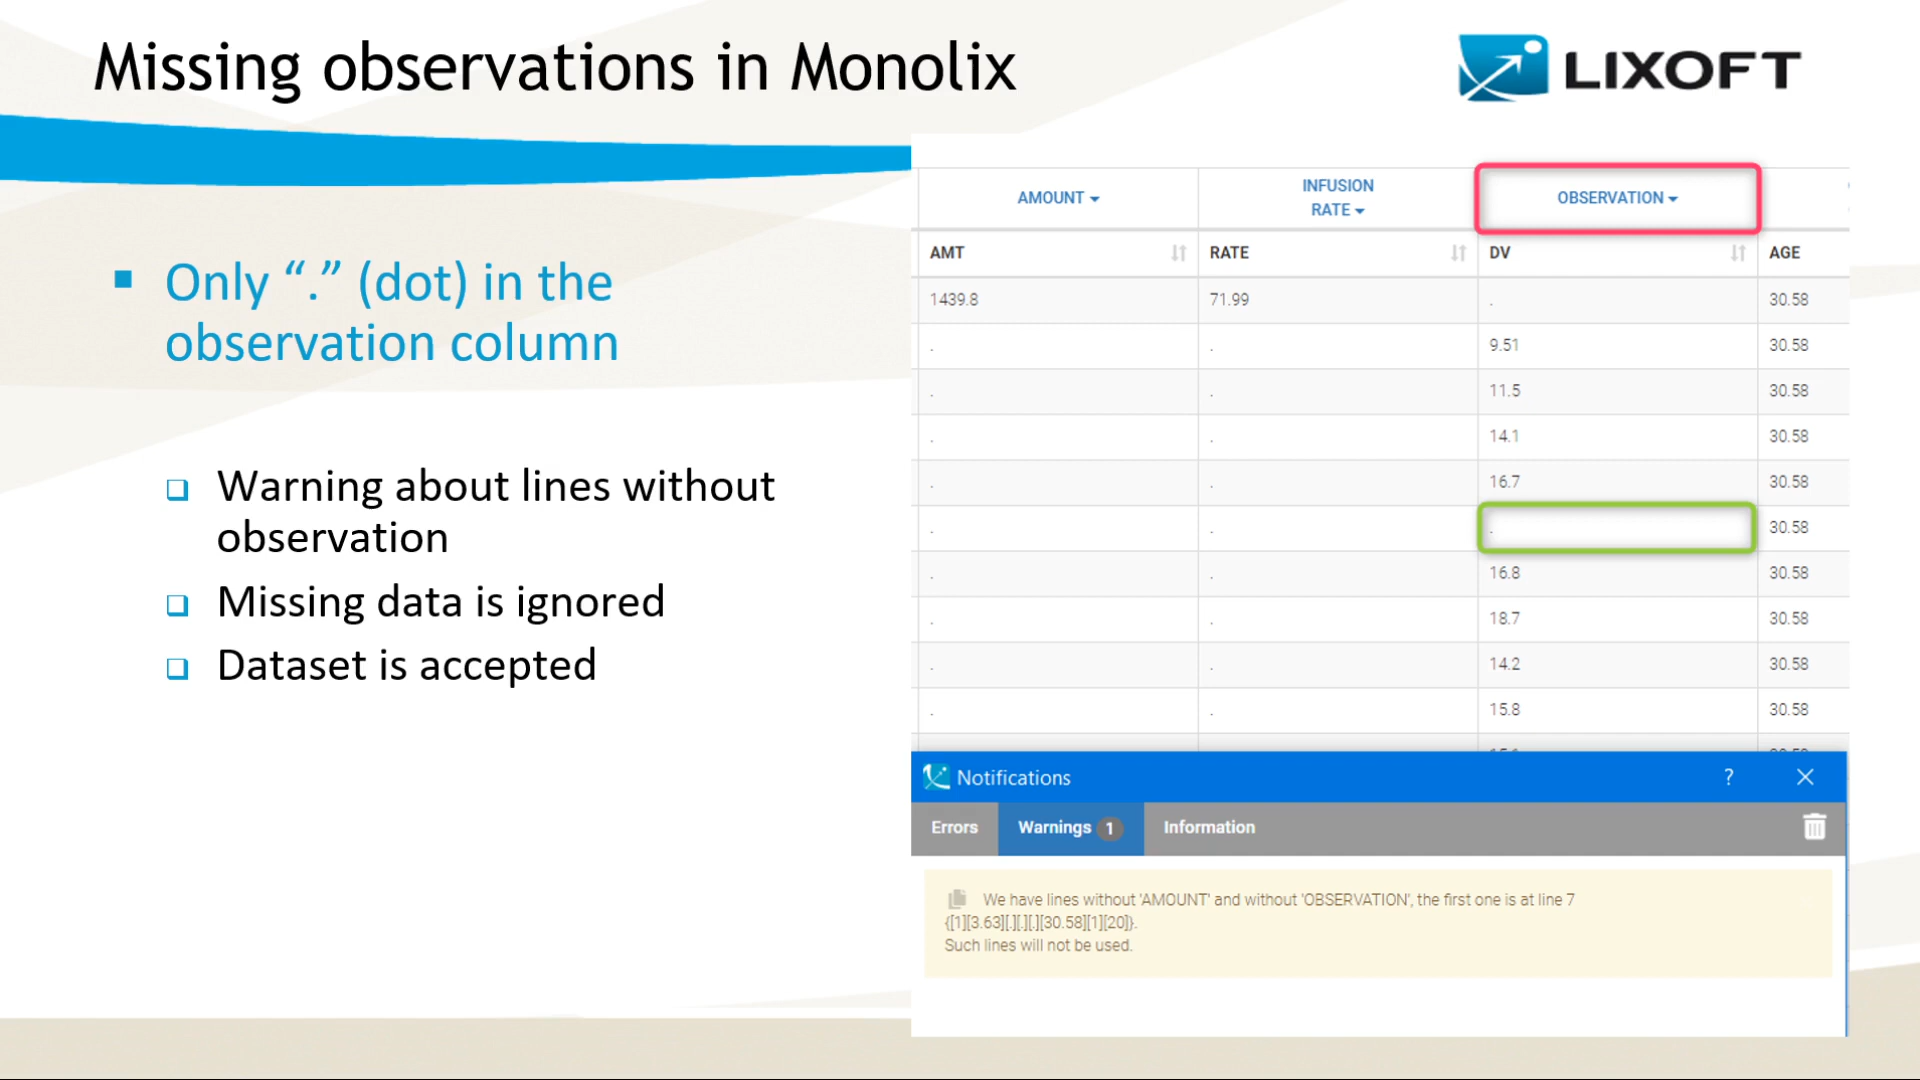 Missing observations in Monolix
LIXOFT
Only “.” (dot) in the
observation column
Warning about lines without
observation
Missing data is ignored
Dataset is accepted
AMOUNT INFUSION RATE OBSERVATION
AMT RATE DV AGE
1439.8 71.99 . 30.58
. . 9.51 30.58
. . 11.5 30.58
. . 14.1 30.58
. . 16.7 30.58
. . . 30.58
. . 16.8 30.58
. . 18.7 30.58
. . 14.2 30.58
. . 15.8 30.58
Notifications ?
Errors Warnings 1 Information
We have lines without 'AMOUNT' and without 'OBSERVATION', the first one is at line 7
{[1][3.63][.][.][.][30.58][1][20]}.
Such lines will not be used.